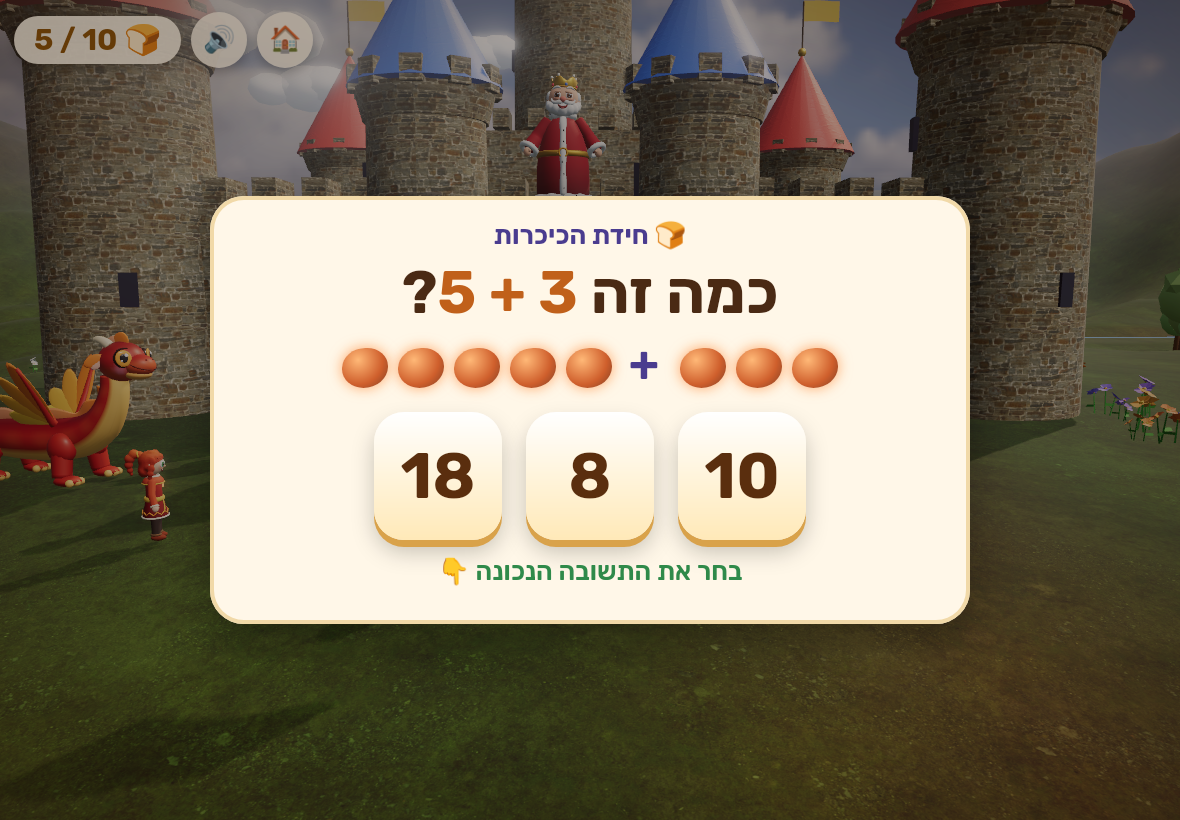 5 / 10
חידת הכיכרות
כמה זה 3 + 5?
+
10 8 18
בחר את התשובה הנכונה